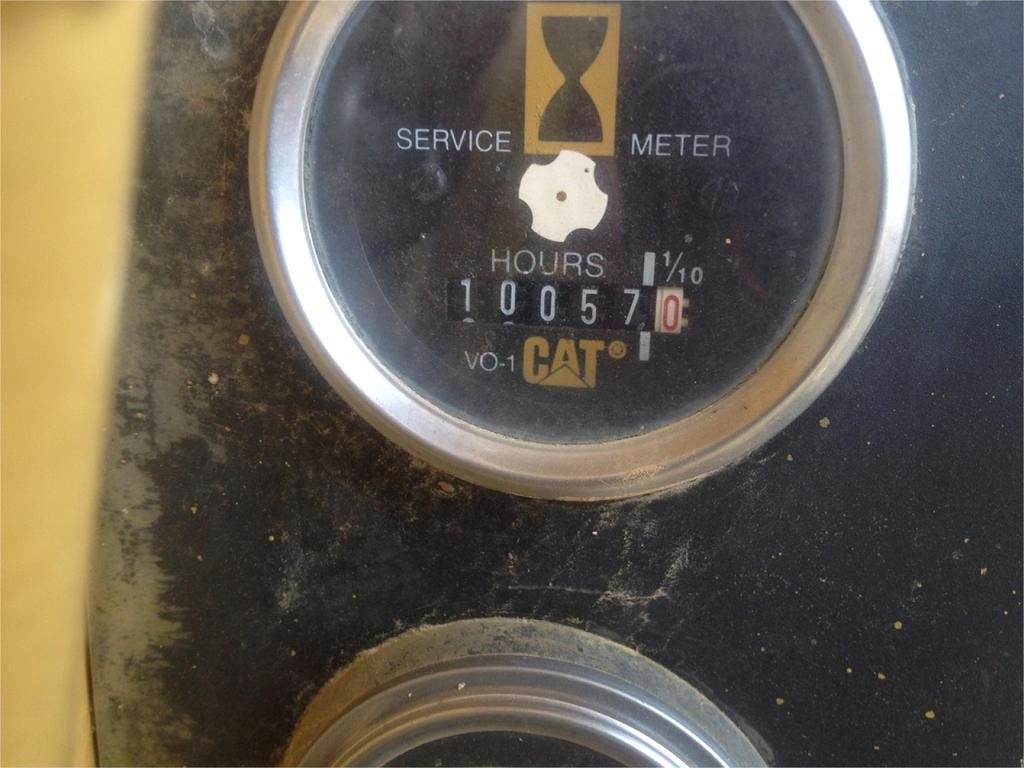 SERVICE METER
HOURS 1/10
100570
VO-1 CAT®